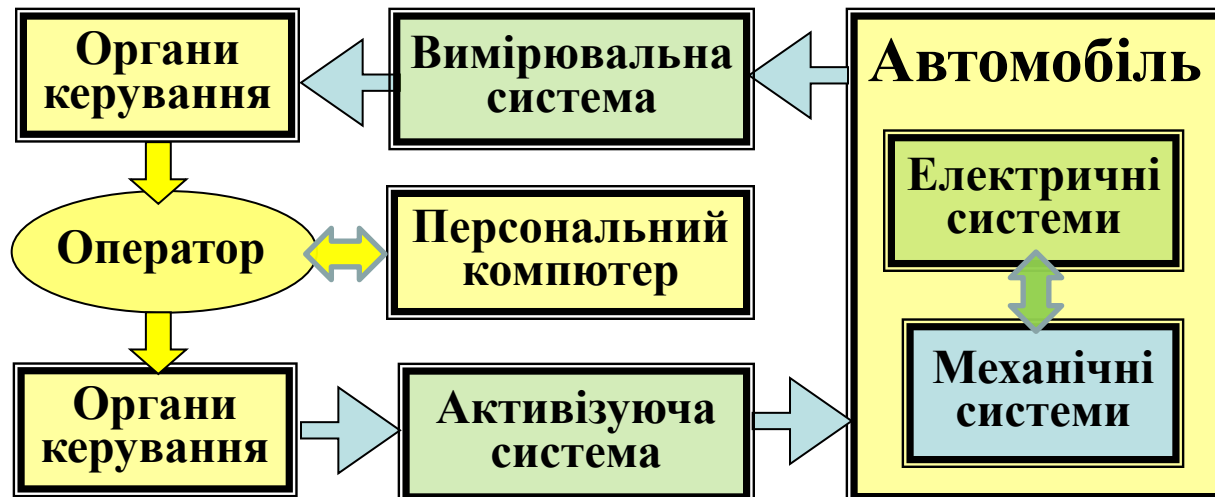 Органи
керування
Вимірювальна
система
Автомобіль
Електричні
системи
Оператор
Персональний
компютер
Механічні
системи
Органи
керування
Активізуюча
система